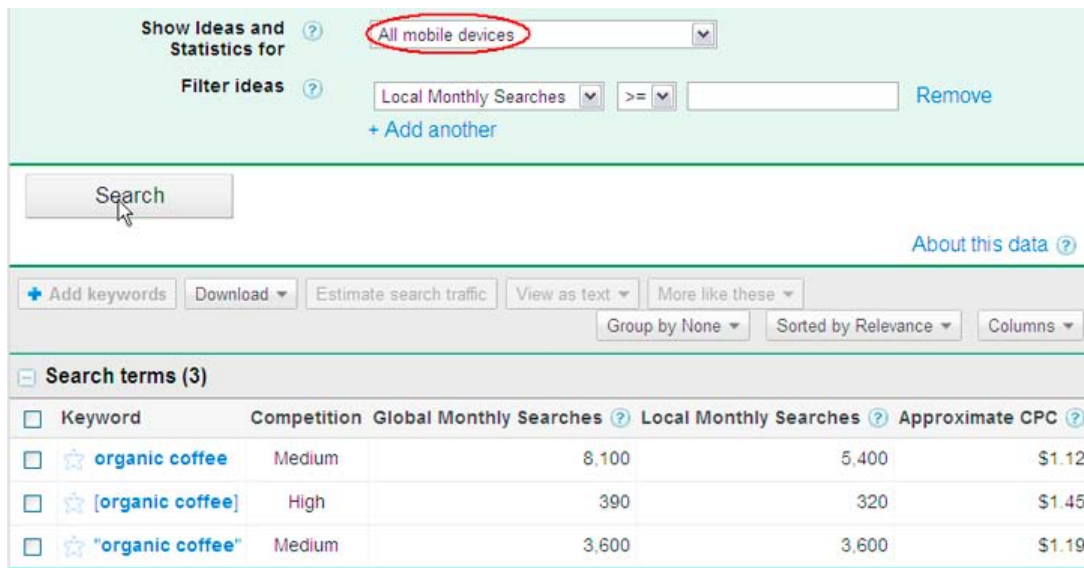 Show Ideas and Statistics for ? All mobile devices
Filter ideas ? Local Monthly Searches >= Remove
+ Add another
Search
About this data ?
+ Add keywords Download Estimate search traffic View as text More like these
Group by None Sorted by Relevance Columns
Search terms (3)
Keyword Competition Global Monthly Searches ? Local Monthly Searches ? Approximate CPC ?
organic coffee Medium 8,100 5,400 $1.12
[organic coffee] High 390 320 $1.45
"organic coffee" Medium 3,600 3,600 $1.19